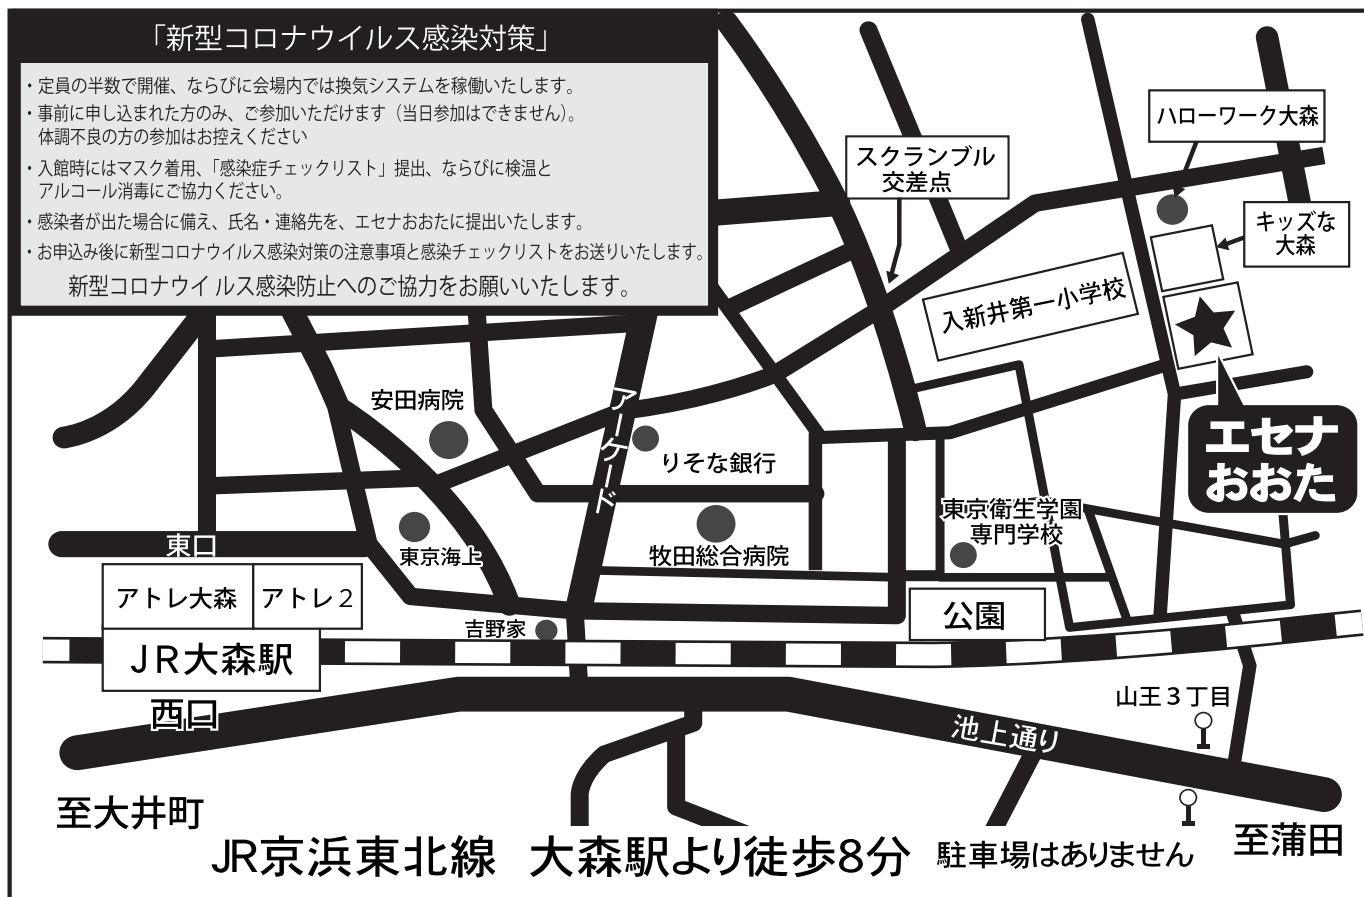 「新型コロナウイルス感染対策」
・定員の半数で開催、ならびに会場内では換気システムを稼働いたします。
・事前に申し込まれた方のみ、ご参加いただけます（当日参加はできません）。
体調不良の方の参加はお控えください
・入館時にはマスク着用、「感染症チェックリスト」提出、ならびに検温と
アルコール消毒にご協力ください。
・感染者が出た場合に備え、氏名・連絡先を、エセナおおたに提出いたします。
・お申込み後に新型コロナウイルス感染対策の注意事項と感染チェックリストをお送りいたします。
新型コロナウイルス感染防止へのご協力をお願いいたします。
ハローワーク大森
スクランブル
交差点
キッズな
大森
入新井第一小学校
安田病院
アーケード
りそな銀行
エセナ
おおた
東京衛生学園
専門学校
東口
東京海上
牧田総合病院
アトレ大森
アトレ２
吉野家
公園
ＪＲ大森駅
西口
山王３丁目
池上通り
至大井町
至蒲田
JR京浜東北線　大森駅より徒歩8分
駐車場はありません